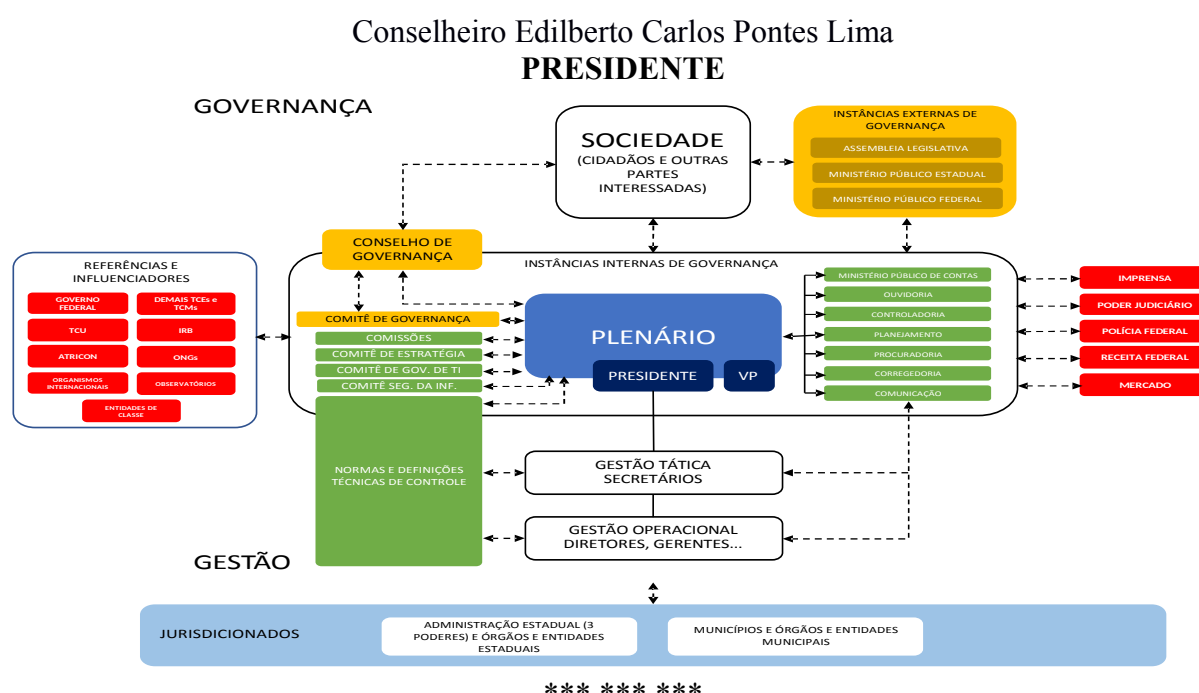 Conselheiro Edilberto Carlos Pontes Lima
PRESIDENTE
GOVERNANÇA
SOCIEDADE
(CIDADÃOS E OUTRAS
PARTES
INTERESSADAS)
INSTÂNCIAS EXTERNAS DE
GOVERNANÇA
ASSEMBLEIA LEGISLATIVA
MINISTÉRIO PÚBLICO ESTADUAL
MINISTÉRIO PÚBLICO FEDERAL
CONSELHO DE
GOVERNANÇA
REFERÊNCIAS E
INFLUENCIADORES
GOVERNO
FEDERAL
DEMAIS TCEs e
TCMs
TCU
IRB
ATRICON
ONGs
ORGANISMOS
INTERNACIONAIS
OBSERVATÓRIOS
ENTIDADES DE
CLASSE
INSTÂNCIAS INTERNAS DE GOVERNANÇA
COMITÊ DE GOVERNANÇA
COMISSÕES
COMITÊ DE ESTRATÉGIA
COMITÊ DE GOV. DE TI
COMITÊ SEG. DA INF.
NORMAS E DEFINIÇÕES
TÉCNICAS DE CONTROLE
PLENÁRIO
PRESIDENTE
VP
MINISTÉRIO PÚBLICO DE CONTAS
OUVIDORIA
CONTROLADORIA
PLANEJAMENTO
PROCURADORIA
CORREGEDORIA
COMUNICAÇÃO
IMPRENSA
PODER JUDICIÁRIO
POLÍCIA FEDERAL
RECEITA FEDERAL
MERCADO
GESTÃO TÁTICA
SECRETÁRIOS
GESTÃO OPERACIONAL
DIRETORES, GERENTES...
GESTÃO
JURISDICIONADOS
ADMINISTRAÇÃO ESTADUAL (3
PODERES) E ÓRGÃOS E ENTIDADES
ESTADUAIS
MUNICÍPIOS E ÓRGÃOS E ENTIDADES
MUNICIPAIS
*** *** ***